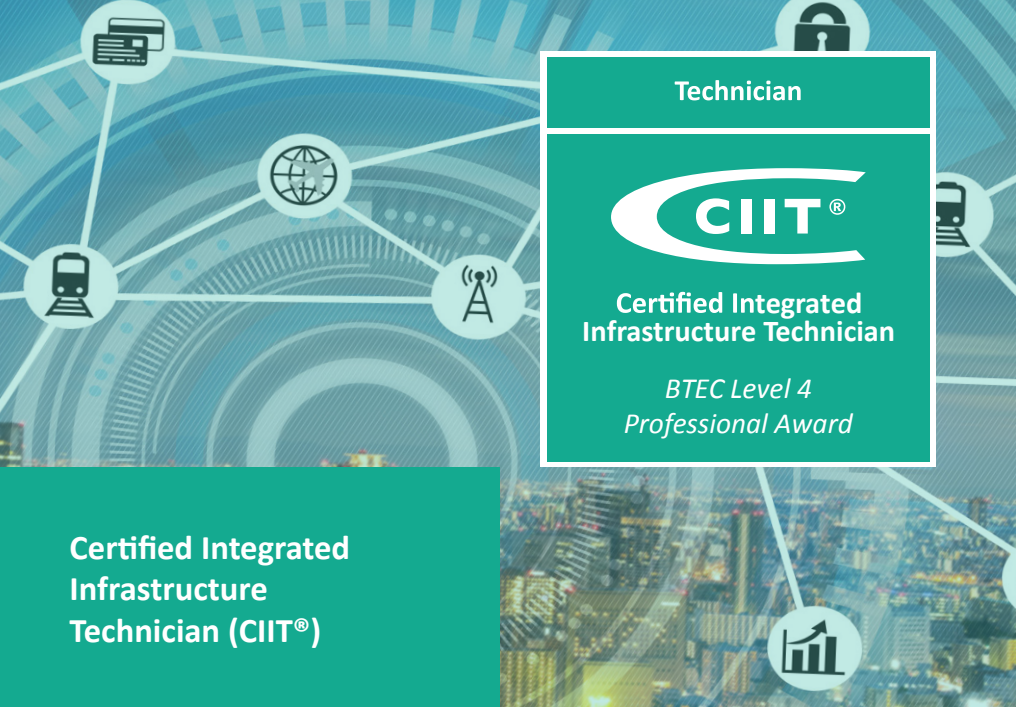 Technician
CIIT®
Certified Integrated
Infrastructure Technician
BTEC Level 4
Professional Award
Certified Integrated
Infrastructure
Technician (CIIT®)